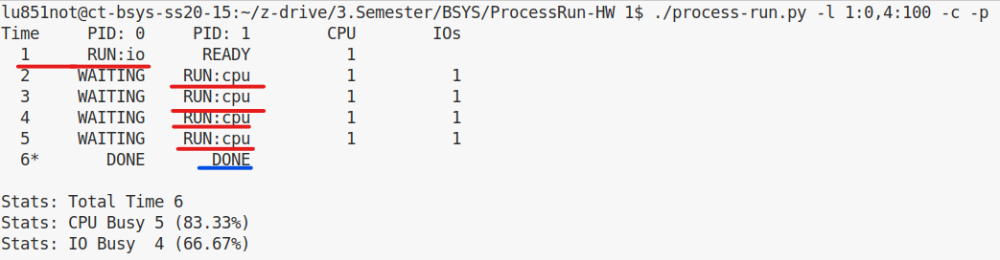 lu851not@ct-bsys-ss20-15:~/z-drive/3.Semester/BSYS/ProcessRun-HW 1$ ./process-run.py -l 1:0,4:100 -c -p
Time     PID: 0     PID: 1        CPU        IOs
  1      RUN:io      READY          1
  2     WAITING    RUN:cpu          1          1
  3     WAITING    RUN:cpu          1          1
  4     WAITING    RUN:cpu          1          1
  5     WAITING    RUN:cpu          1          1
  6*       DONE       DONE
Stats: Total Time 6
Stats: CPU Busy 5 (83.33%)
Stats: IO Busy  4 (66.67%)